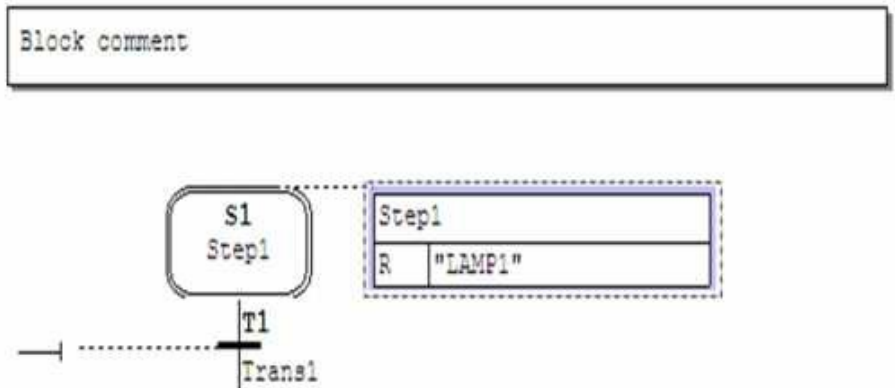 Block comment
S1
Step1
Step1
R "LAMP1"
T1
Trans1